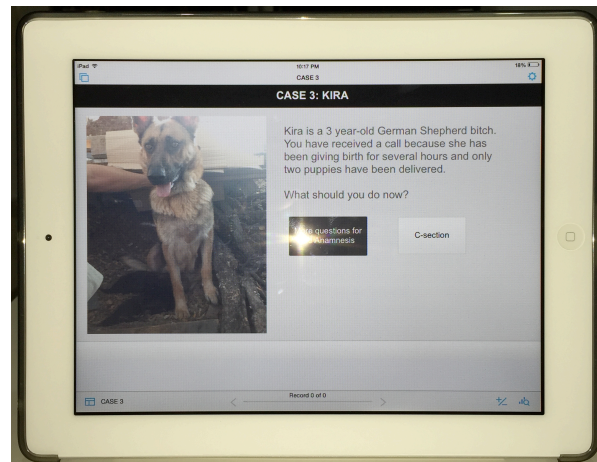 iPad
10:17 PM
18%
CASE 3
CASE 3: KIRA
Kira is a 3 year-old German Shepherd bitch.
You have received a call because she has
been giving birth for several hours and only
two puppies have been delivered.
What should you do now?
questions for
Anamnesis
C-section
CASE 3
Record 0 of 0